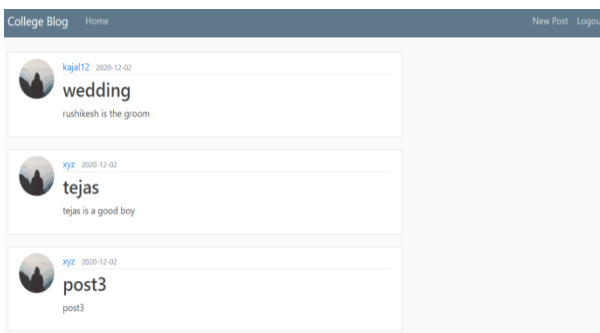 College Blog Home New Post Logou
kajal12 2020-12-02
wedding
rushikesh is the groom
xyz 2020-12-02
tejas
tejas is a good boy
xyz 2020-12-02
post3
post3